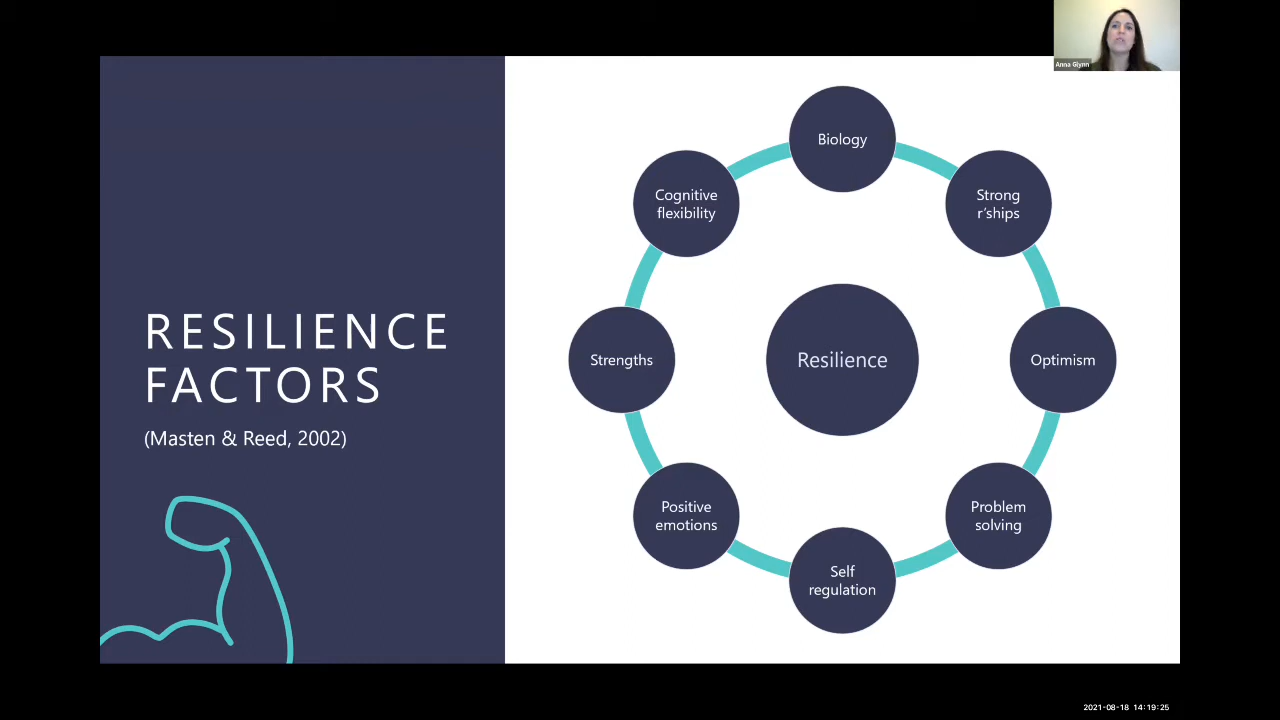 Anna Glynn
RESILIENCE
FACTORS
(Masten & Reed, 2002)
Biology
Strong
r'ships
Optimism
Problem
solving
Self
regulation
Positive
emotions
Strengths
Cognitive
flexibility
Resilience
2021-08-18 14:19:25